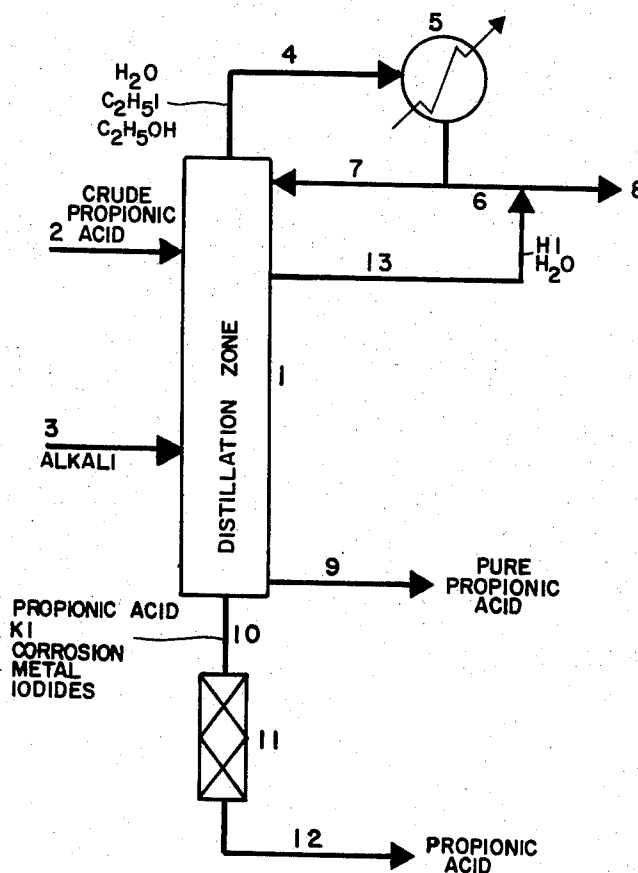 5
4
H2O
C2H5I
C2H5OH
7
6
8
CRUDE
PROPIONIC
2 ACID
13
HI
H2O
DISTILLATION ZONE
1
3
ALKALI
9
PURE
PROPIONIC
ACID
PROPIONIC ACID
KI
CORROSION
METAL
IODIDES
10
11
12
PROPIONIC
ACID